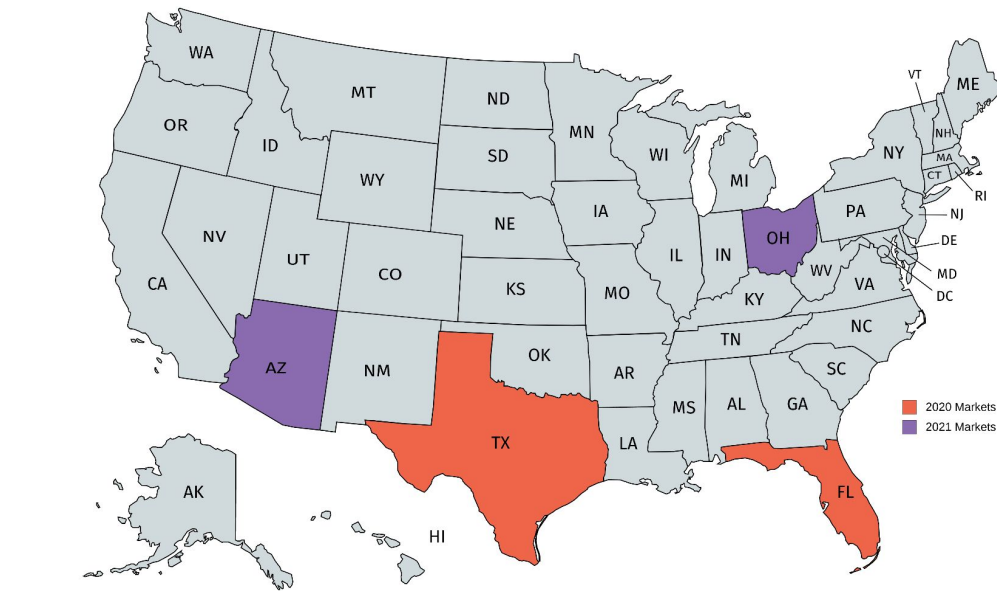 WA
MT
ND
MN
OR
ID
SD
WI
MI
WY
NE
IA
NV
UT
CO
KS
CA
IL
IN
OH
MO
KY
WV
VA
PA
NY
VT
ME
NH
MA
CT
RI
NJ
DE
MD
DC
NC
TN
SC
AZ
NM
OK
AR
MS
AL
GA
TX
LA
FL
AK
HI
2020 Markets
2021 Markets